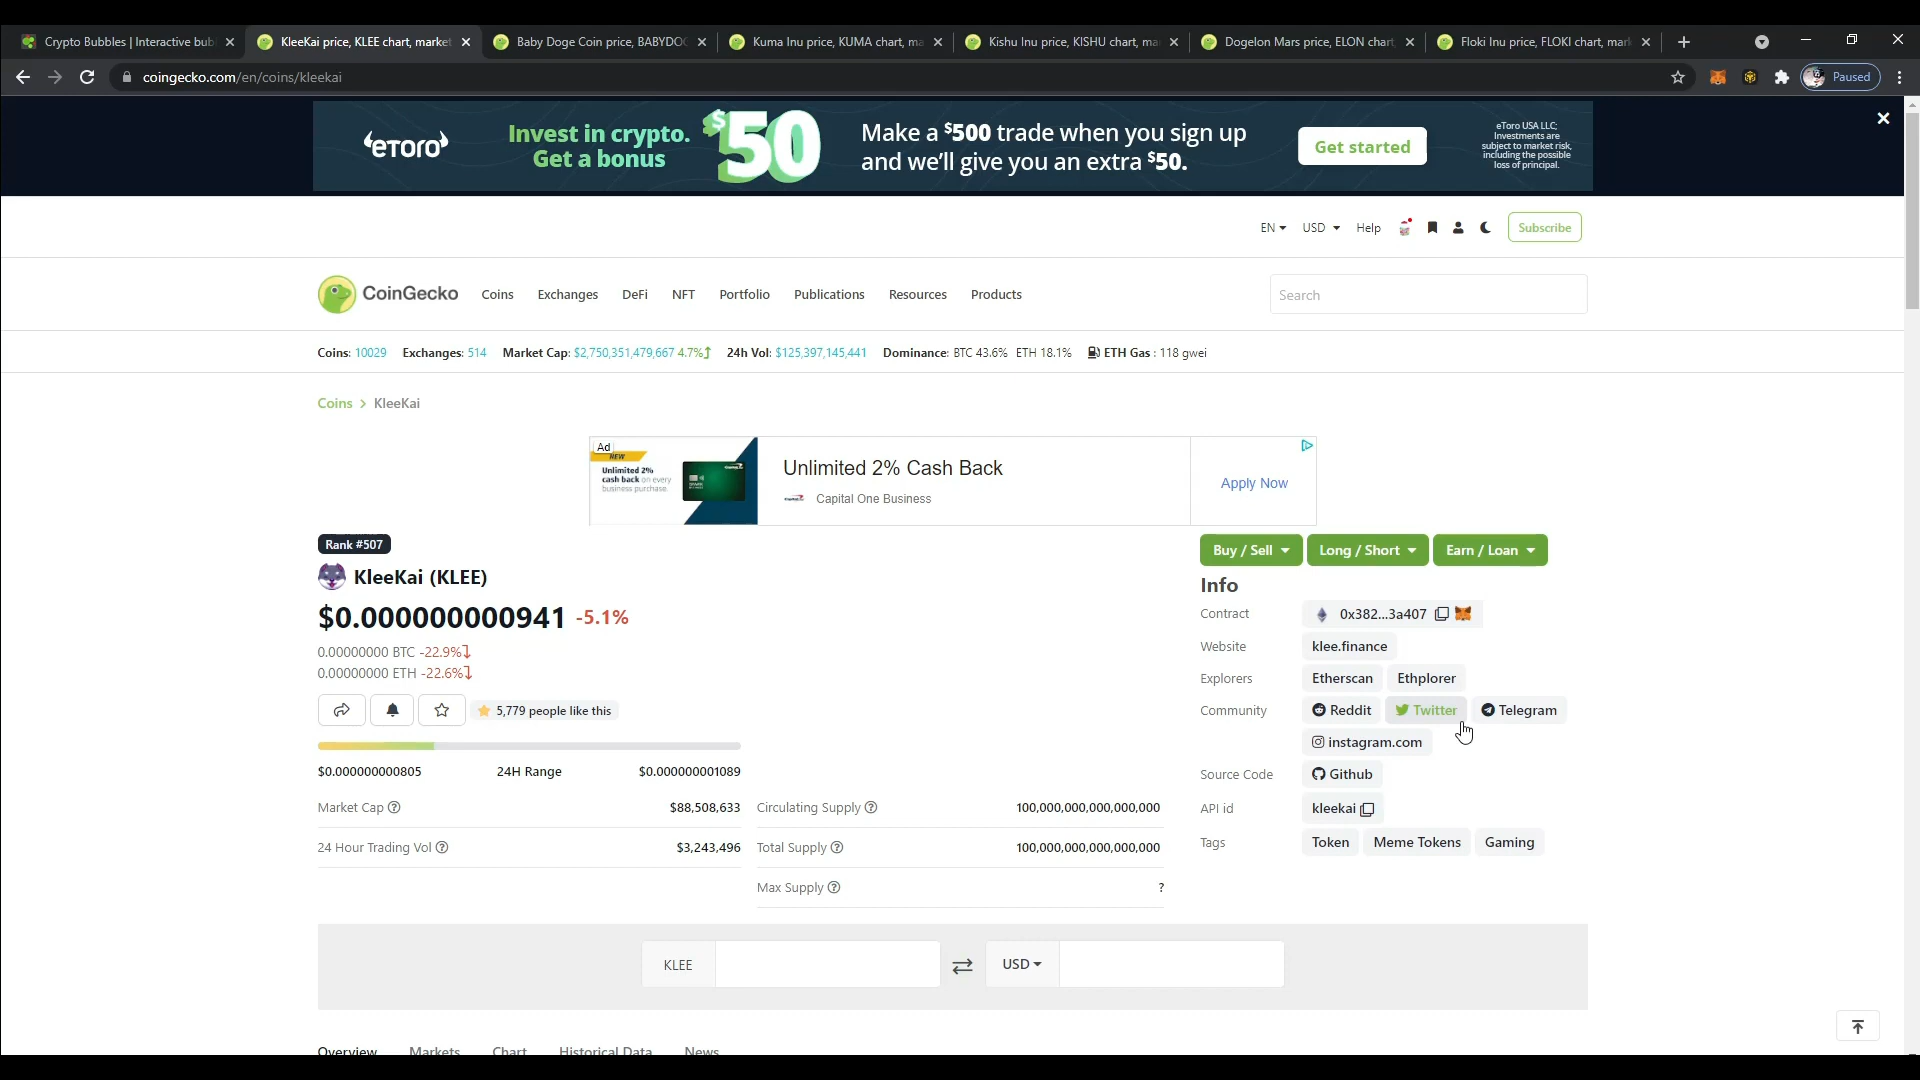 Crypto Bubbles | Interactive bub
KleeKai price, KLEE chart, market
Baby Doge Coin price, BABYDO
Kuma Inu price, KUMA chart, ma
Kishu Inu price, KISHU chart, ma
Dogelon Mars price, ELON chart
Floki Inu price, FLOKI chart, mar
coingecko.com/en/coins/kleekai
Paused
eToro
Invest in crypto.
Get a bonus
$50
Make a $500 trade when you sign up
and we'll give you an extra $50.
Get started
eToro USA LLC;
Investments are
subject to market risk,
including the possible
loss of principal.
EN USD Help Subscribe
CoinGecko Coins Exchanges DeFi NFT Portfolio Publications Resources Products Search
Coins: 10029 Exchanges: 514 Market Cap: $2,750,351,479,667 4.7% 24h Vol: $125,397,145,441 Dominance: BTC 43.6% ETH 18.1% ETH Gas : 118 gwei
Coins > KleeKai
Ad
NEW
Unlimited 2%
cash back on every
business purchase.
Unlimited 2% Cash Back
Capital One Business
Apply Now
Rank #507
KleeKai (KLEE)
$0.000000000941 -5.1%
0.00000000 BTC -22.9%
0.00000000 ETH -22.6%
5,779 people like this
$0.000000000805 24H Range $0.000000001089
Market Cap ? $88,508,633
24 Hour Trading Vol ? $3,243,496
Circulating Supply ? 100,000,000,000,000,000
Total Supply ? 100,000,000,000,000,000
Max Supply ? ?
Buy / Sell Long / Short Earn / Loan
Info
Contract 0x382...3a407
Website klee.finance
Explorers Etherscan Ethplorer
Community Reddit Twitter Telegram
instagram.com
Source Code Github
API id kleekai
Tags Token Meme Tokens Gaming
KLEE USD
Overview Markets Chart Historical Data News